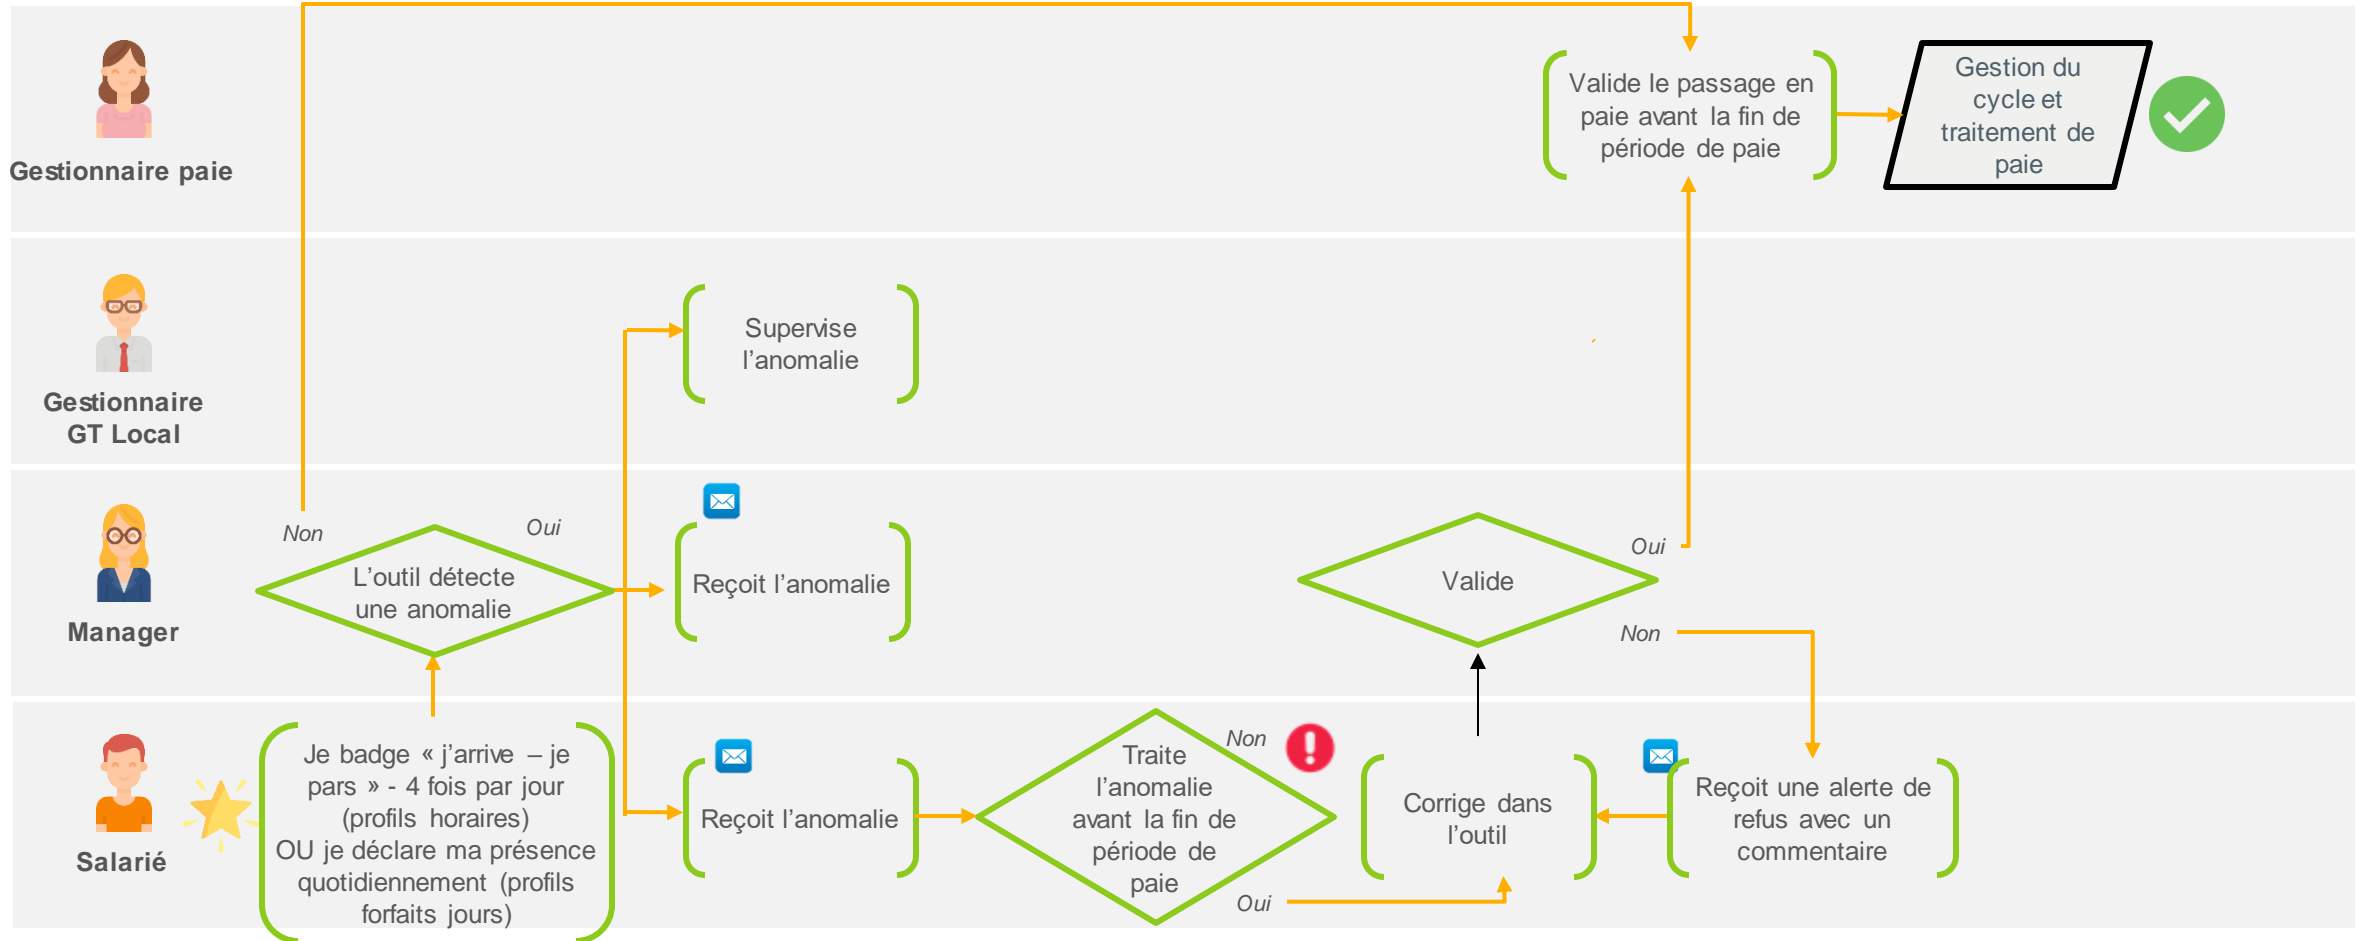 Gestionnaire paie
Valide le passage en
paie avant la fin de
période de paie
Gestion du
cycle et
traitement de
paie
Gestionnaire
GT Local
Supervise
l'anomalie
Manager
Non
Oui
L'outil détecte
une anomalie
Reçoit l'anomalie
Valide
Oui
Non
Salarié
Je badge « j'arrive – je
pars » - 4 fois par jour
(profils horaires)
OU je déclare ma présence
quotidiennement (profils
forfaits jours)
Reçoit l'anomalie
Traite
l'anomalie
avant la fin de
période de
paie
Non
Oui
Corrige dans
l'outil
Reçoit une alerte de
refus avec un
commentaire